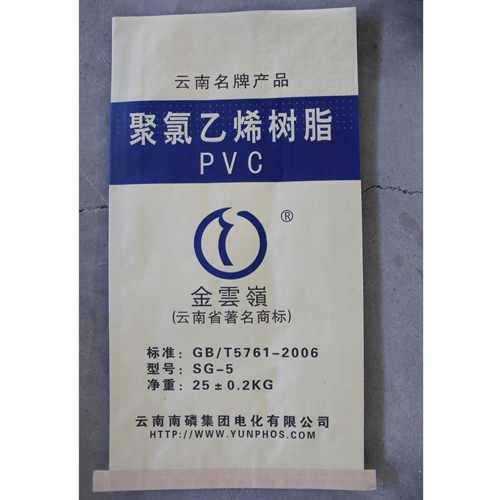 云南名牌产品
聚氯乙烯树脂
PVC
®
金雲嶺
(云南省著名商标)
标准：GB/T5761-2006
型号：SG-5
净重：25±0.2KG
云南南磷集团电化有限公司
HTTP://WWW.YUNPHOS.COM